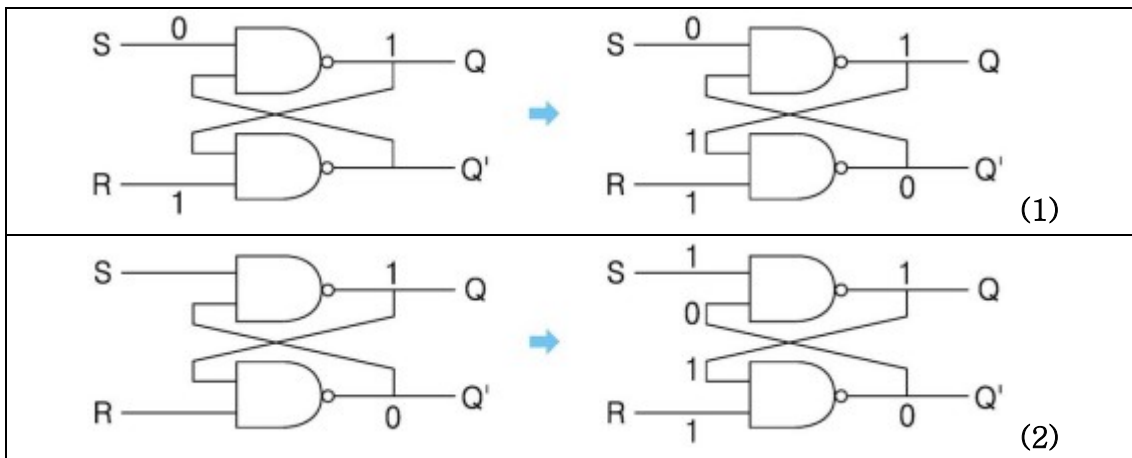 0 1 0 1
S Q S Q
1
R Q' R Q'
1 1 0
(1)
1 1
S Q S 1 Q
0
1
R Q' R Q'
0 1 0
(2)